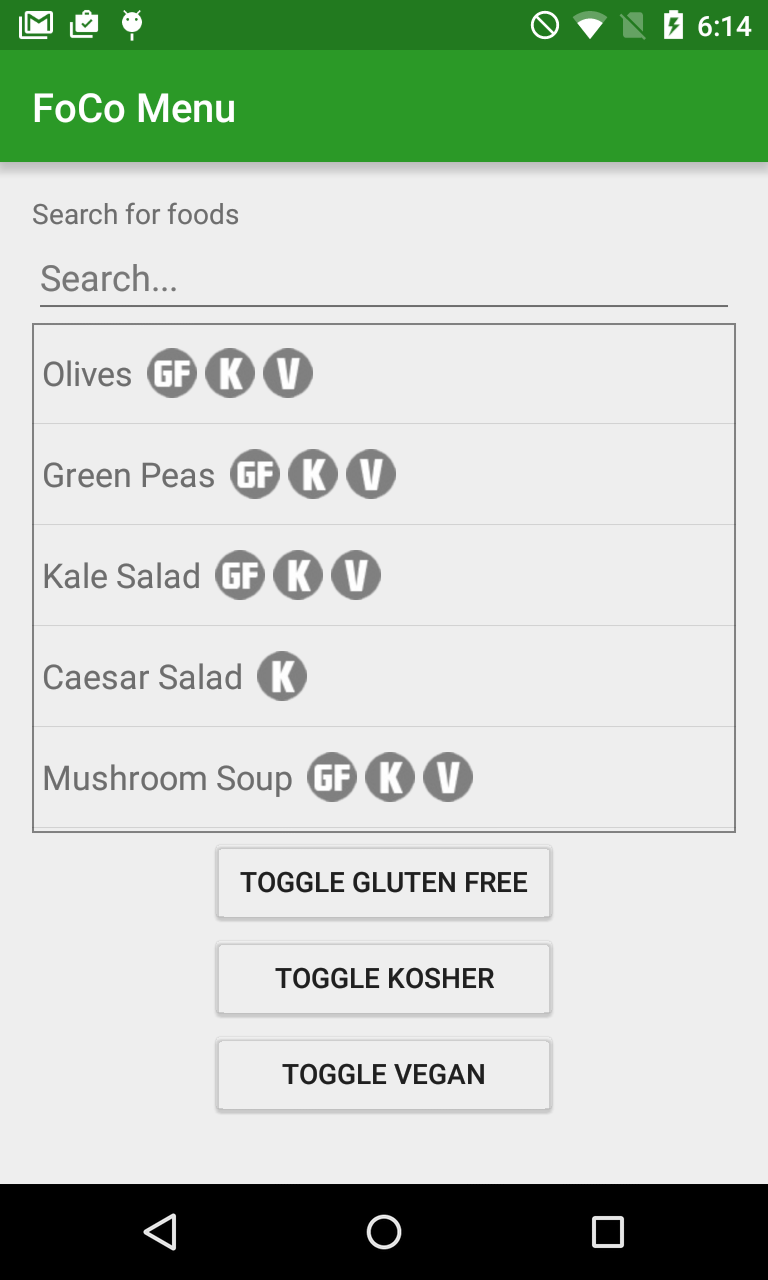 6:14
FoCo Menu
Search for foods
Search...
Olives GF K V
Green Peas GF K V
Kale Salad GF K V
Caesar Salad K
Mushroom Soup GF K V
TOGGLE GLUTEN FREE
TOGGLE KOSHER
TOGGLE VEGAN